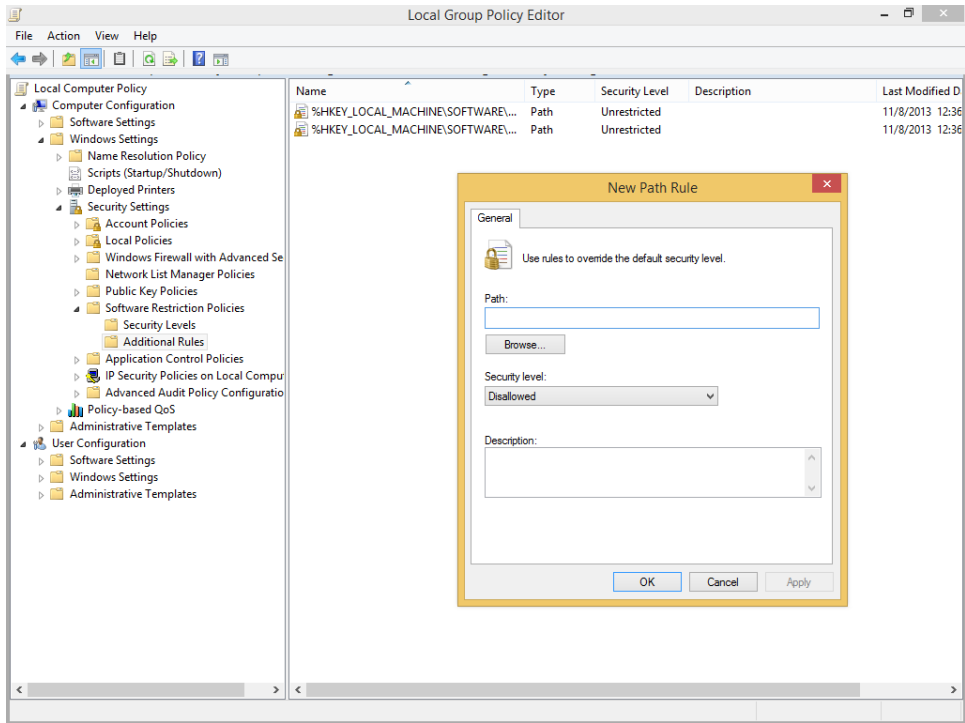 Local Group Policy Editor
File Action View Help
Local Computer Policy
Computer Configuration
Software Settings
Windows Settings
Name Resolution Policy
Scripts (Startup/Shutdown)
Deployed Printers
Security Settings
Account Policies
Local Policies
Windows Firewall with Advanced Se
Network List Manager Policies
Public Key Policies
Software Restriction Policies
Security Levels
Additional Rules
Application Control Policies
IP Security Policies on Local Compu
Advanced Audit Policy Configuratio
Policy-based QoS
Administrative Templates
User Configuration
Software Settings
Windows Settings
Administrative Templates
Name Type Security Level Description Last Modified D
%HKEY_LOCAL_MACHINE\SOFTWARE\... Path Unrestricted 11/8/2013 12:36
%HKEY_LOCAL_MACHINE\SOFTWARE\... Path Unrestricted 11/8/2013 12:36
New Path Rule
General
Use rules to override the default security level.
Path:
Browse...
Security level:
Disallowed
Description:
OK Cancel Apply